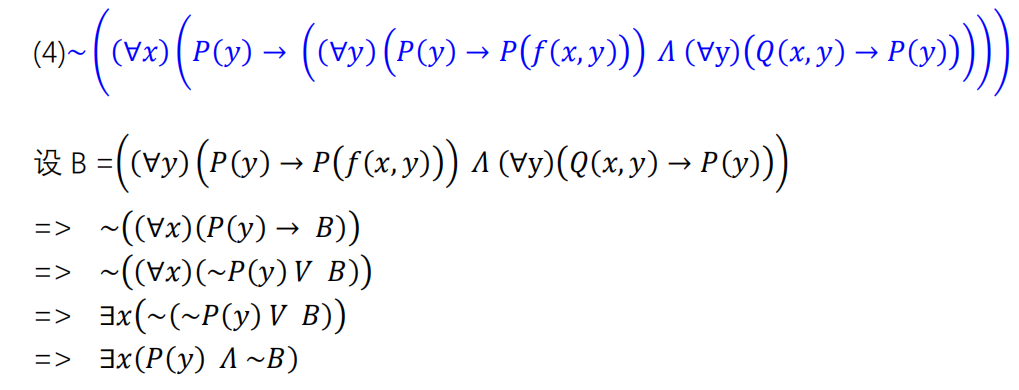 (4)~((∀x)(P(y) → ((∀y)(P(y) → P(f(x,y))) Λ (∀y)(Q(x,y) → P(y)))))
设 B =((∀y)(P(y) → P(f(x,y))) Λ (∀y)(Q(x,y) → P(y)))
=> ~((∀x)(P(y) → B))
=> ~((∀x)(~P(y) V B))
=> ∃x(~(~P(y) V B))
=> ∃x(P(y) Λ ~B)